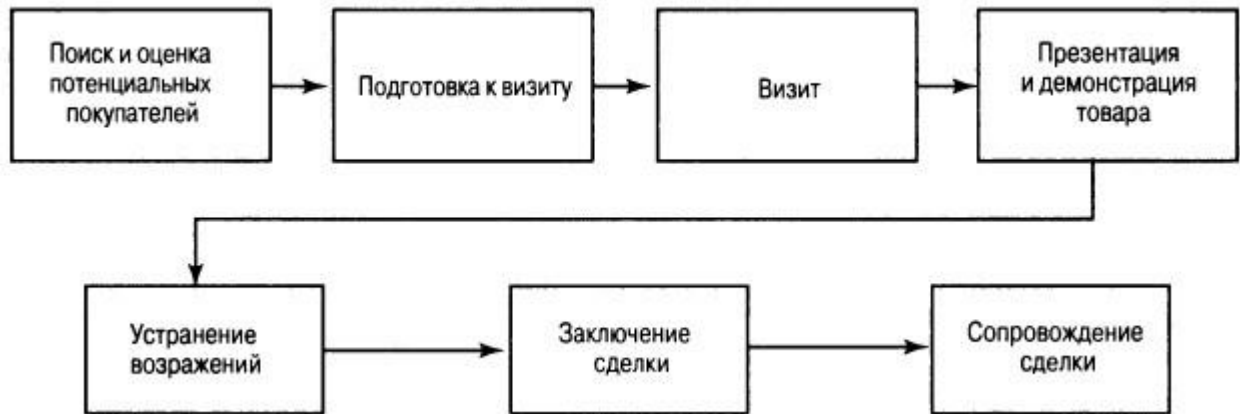 Поиск и оценка
потенциальных
покупателей
Подготовка к визиту
Визит
Презентация
и демонстрация
товара
Устранение
возражений
Заключение
сделки
Сопровождение
сделки